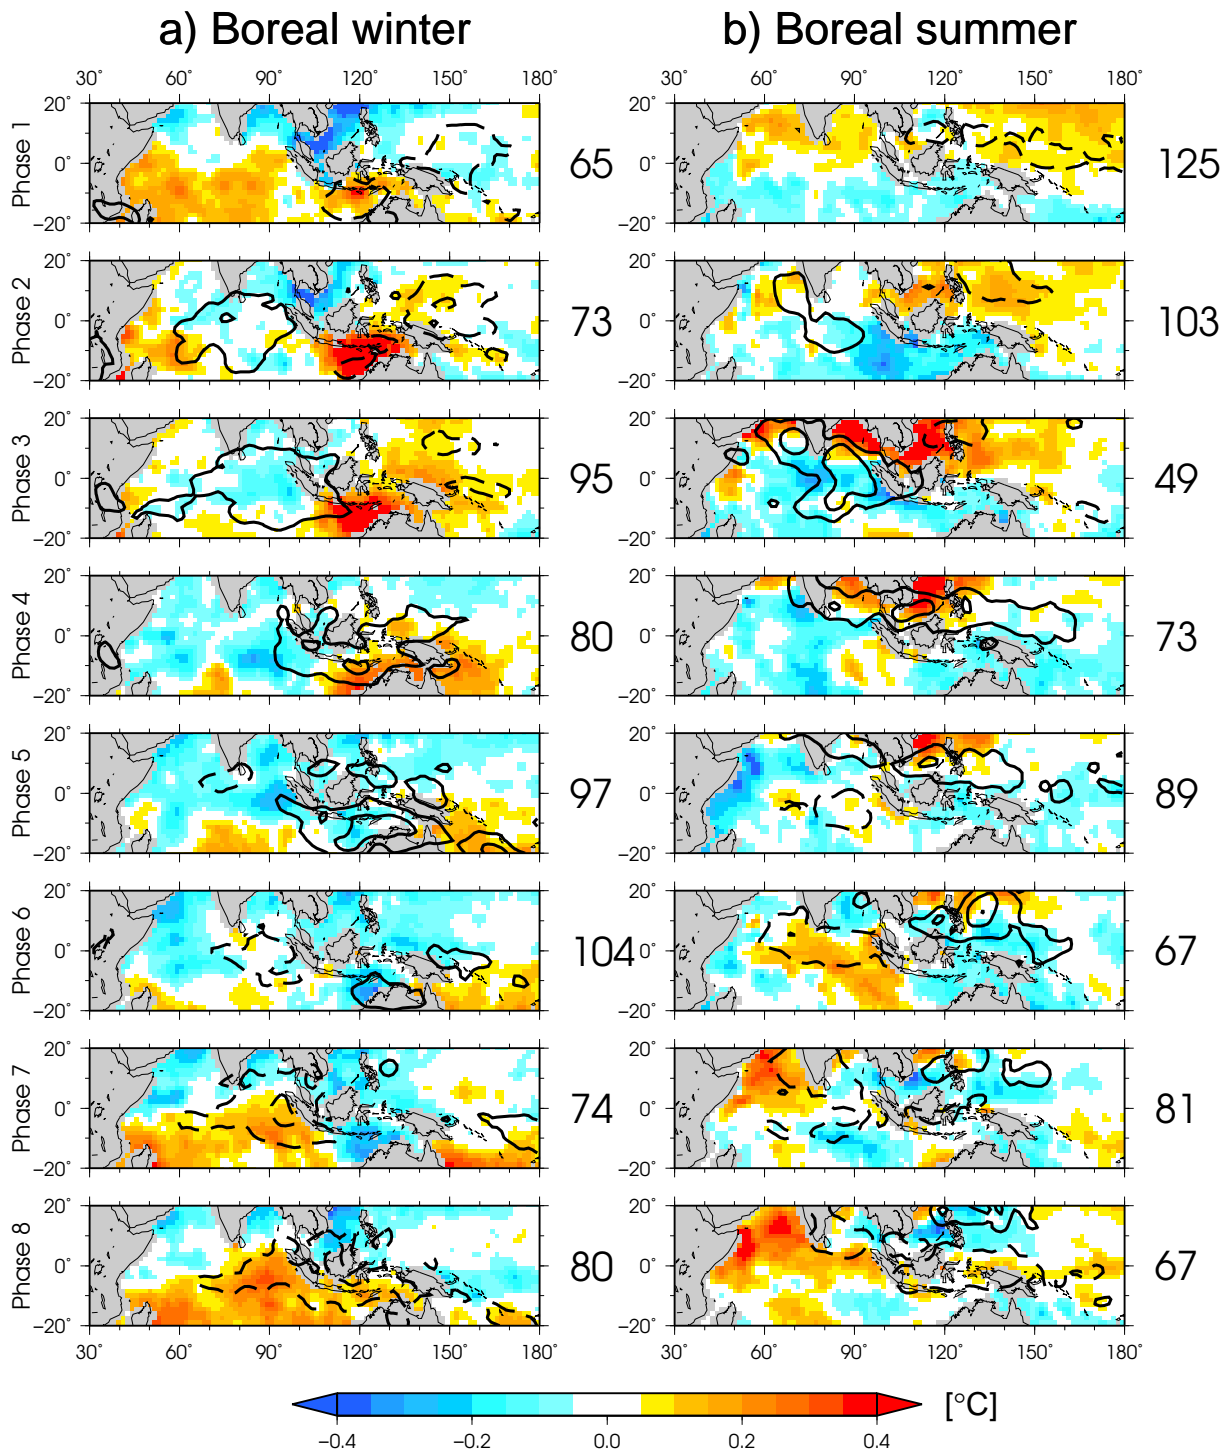 a) Boreal winter b) Boreal summer
30° 60° 90° 120° 150° 180° 30° 60° 90° 120° 150° 180°
Phase 1 20° 0° −20° 65 125
Phase 2 20° 0° −20° 73 20° 0° −20° 103
Phase 3 20° 0° −20° 95 20° 0° −20° 49
Phase 4 20° 0° −20° 80 20° 0° −20° 73
Phase 5 20° 0° −20° 97 20° 0° −20° 89
Phase 6 20° 0° −20° 104 20° 0° −20° 67
Phase 7 20° 0° −20° 74 20° 0° −20° 81
Phase 8 20° 0° −20° 80 20° 0° −20° 67
30° 60° 90° 120° 150° 180° 30° 60° 90° 120° 150° 180°
[°C]
−0.4 −0.2 0.0 0.2 0.4